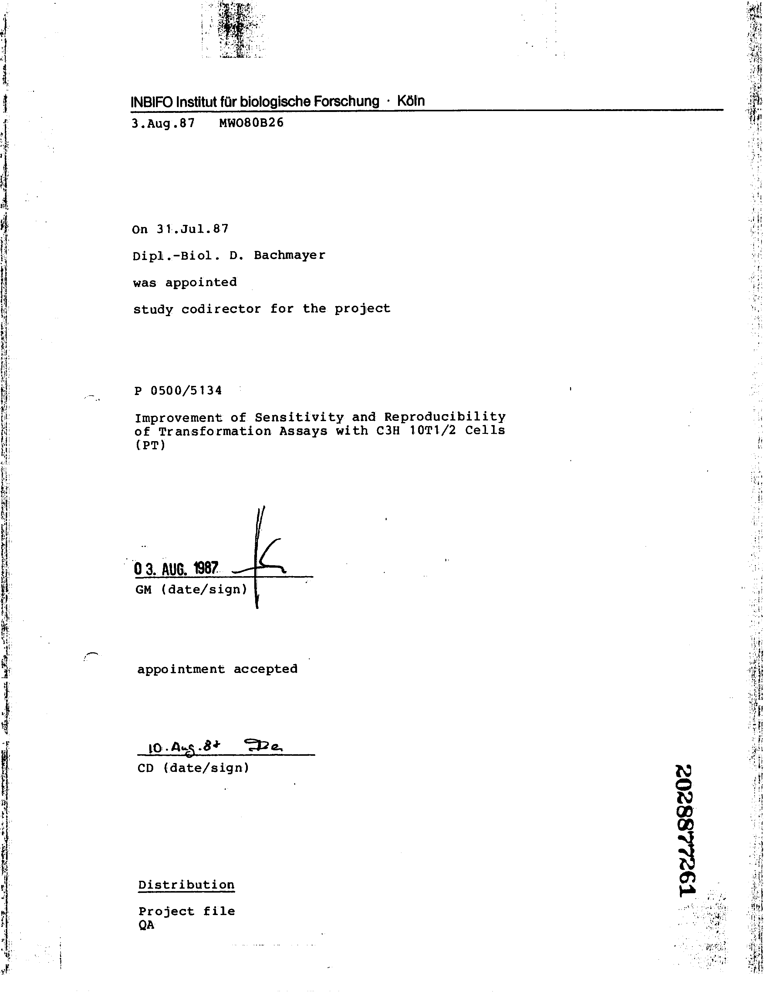 INBIFO Institut für biologische Forschung · Köln
3.Aug.87 MWO80B26
On 31.Jul.87
Dipl.-Biol. D. Bachmayer
was appointed
study codirector for the project
P 0500/5134
Improvement of Sensitivity and Reproducibility
of Transformation Assays with C3H 10T1/2 Cells
(PT)
03. AUG. 1987
GM (date/sign)
appointment accepted
10.Aug.87
CD (date/sign)
Distribution
Project file
QA
2028877261